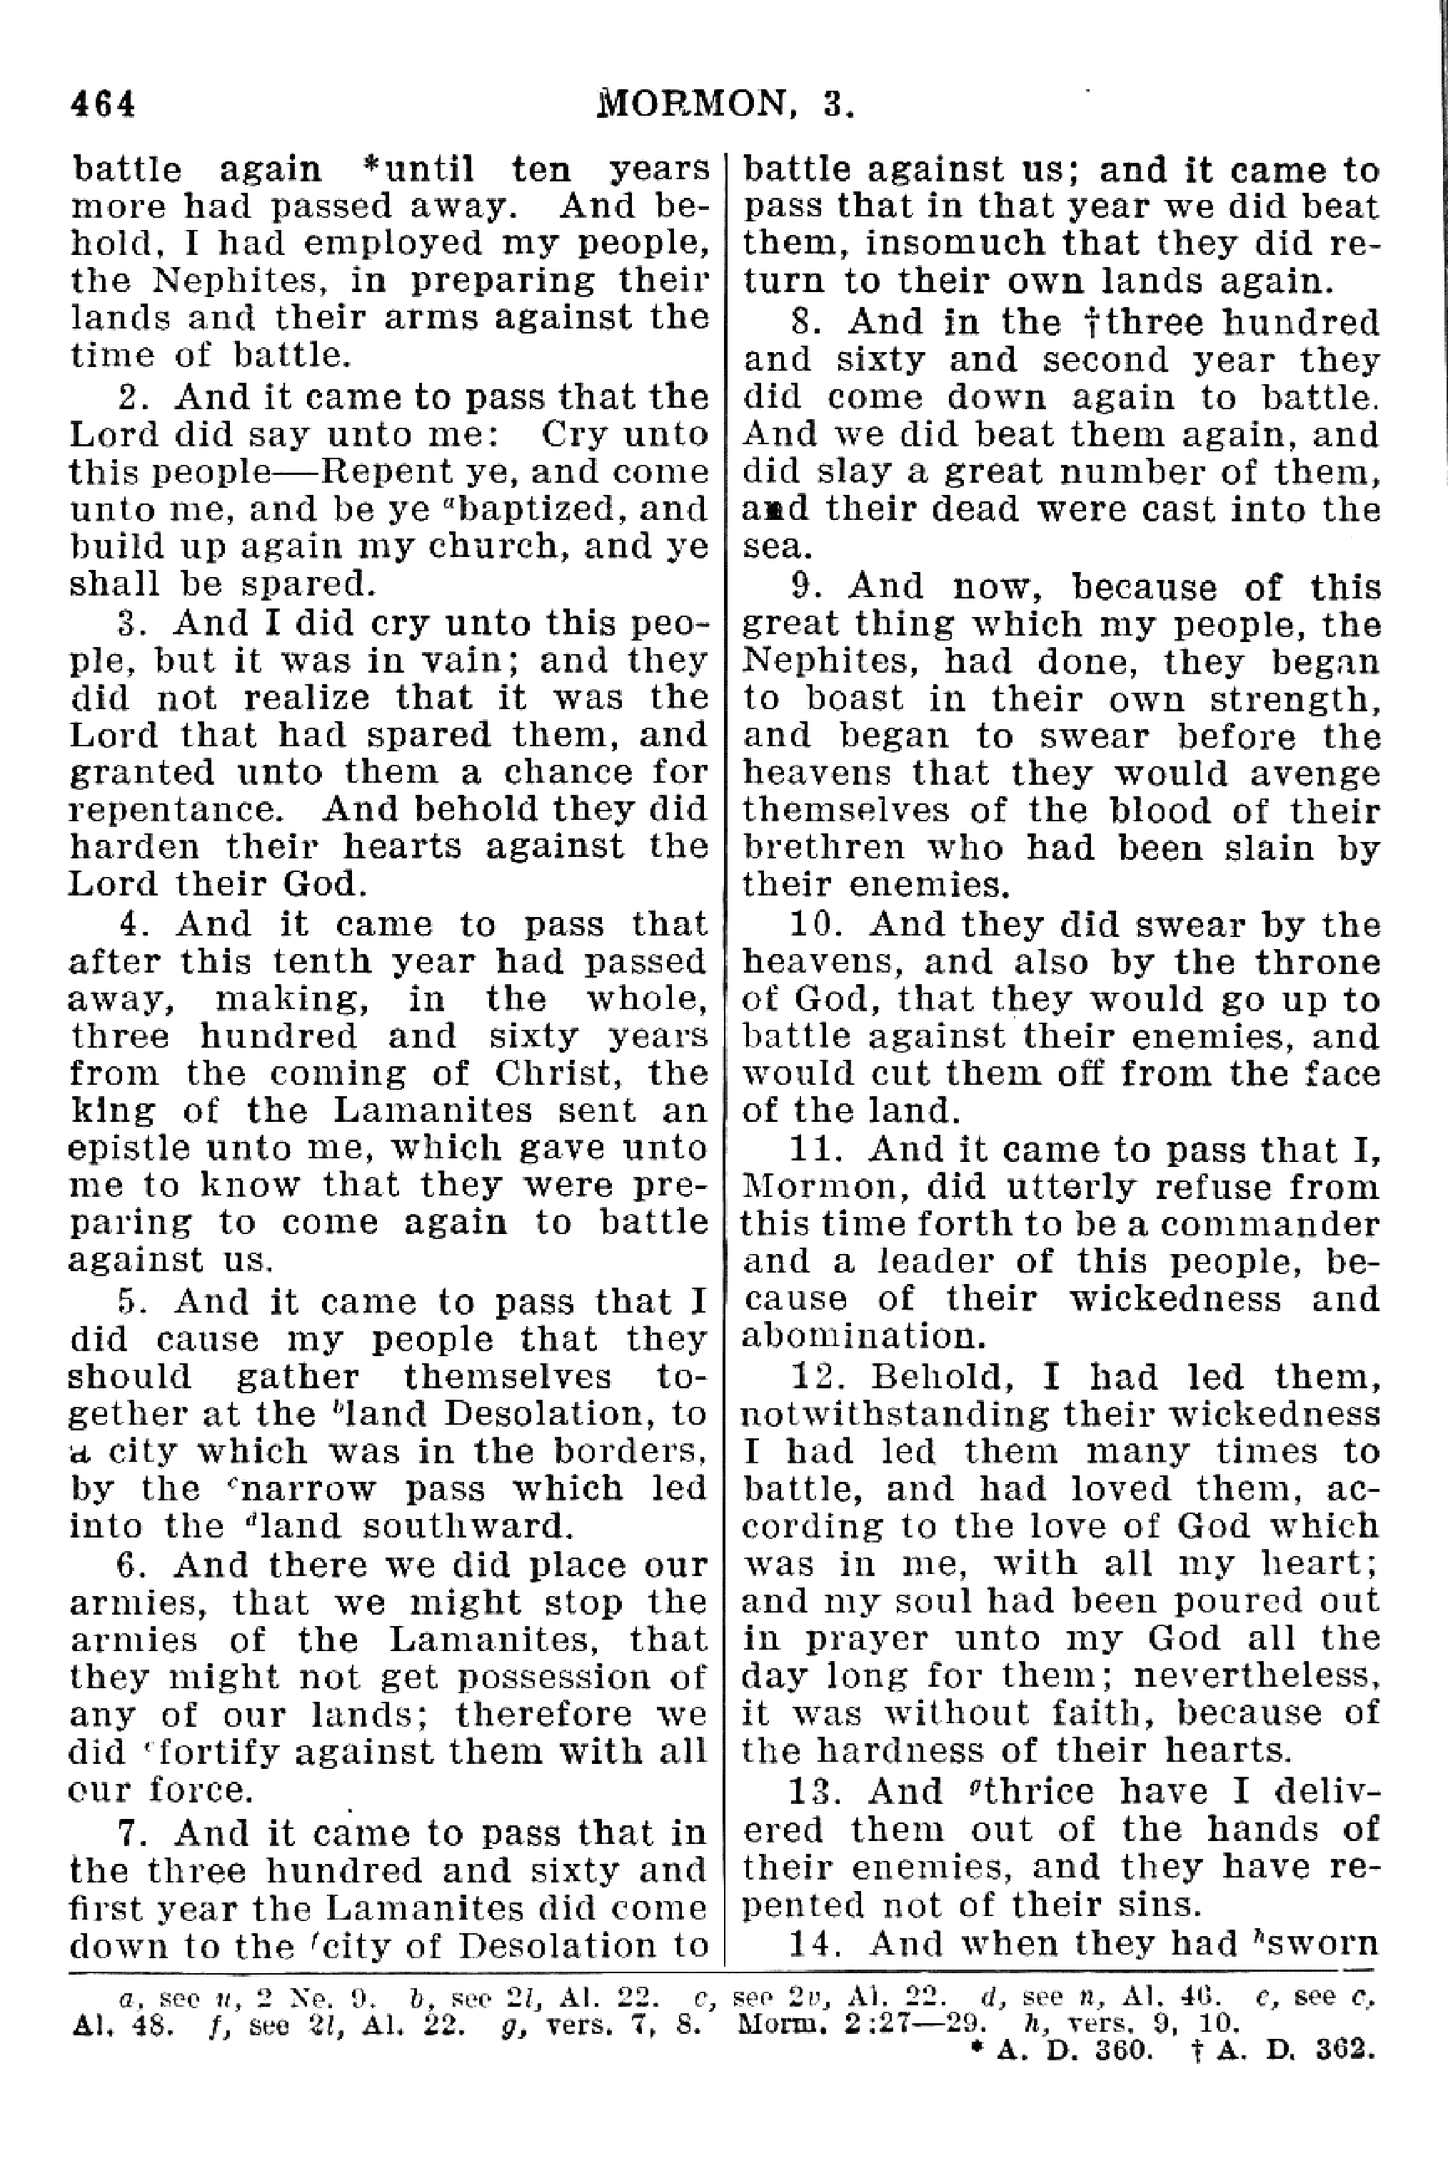 464
MORMON, 3.
battle again *until ten years
more had passed away. And be-
hold, I had employed my people,
the Nephites, in preparing their
lands and their arms against the
time of battle.
2. And it came to pass that the
Lord did say unto me: Cry unto
this people—Repent ye, and come
unto me, and be ye ᵃbaptized, and
build up again my church, and ye
shall be spared.
3. And I did cry unto this peo-
ple, but it was in vain; and they
did not realize that it was the
Lord that had spared them, and
granted unto them a chance for
repentance. And behold they did
harden their hearts against the
Lord their God.
4. And it came to pass that
after this tenth year had passed
away, making, in the whole,
three hundred and sixty years
from the coming of Christ, the
king of the Lamanites sent an
epistle unto me, which gave unto
me to know that they were pre-
paring to come again to battle
against us.
5. And it came to pass that I
did cause my people that they
should gather themselves to-
gether at the ᵇland Desolation, to
a city which was in the borders,
by the ᶜnarrow pass which led
into the ᵈland southward.
6. And there we did place our
armies, that we might stop the
armies of the Lamanites, that
they might not get possession of
any of our lands; therefore we
did ᵉfortify against them with all
our force.
7. And it came to pass that in
the three hundred and sixty and
first year the Lamanites did come
down to the ᶠcity of Desolation to
battle against us; and it came to
pass that in that year we did beat
them, insomuch that they did re-
turn to their own lands again.
8. And in the †three hundred
and sixty and second year they
did come down again to battle.
And we did beat them again, and
did slay a great number of them,
and their dead were cast into the
sea.
9. And now, because of this
great thing which my people, the
Nephites, had done, they began
to boast in their own strength,
and began to swear before the
heavens that they would avenge
themselves of the blood of their
brethren who had been slain by
their enemies.
10. And they did swear by the
heavens, and also by the throne
of God, that they would go up to
battle against their enemies, and
would cut them off from the face
of the land.
11. And it came to pass that I,
Mormon, did utterly refuse from
this time forth to be a commander
and a leader of this people, be-
cause of their wickedness and
abomination.
12. Behold, I had led them,
notwithstanding their wickedness
I had led them many times to
battle, and had loved them, ac-
cording to the love of God which
was in me, with all my heart;
and my soul had been poured out
in prayer unto my God all the
day long for them; nevertheless,
it was without faith, because of
the hardness of their hearts.
13. And ᵍthrice have I deliv-
ered them out of the hands of
their enemies, and they have re-
pented not of their sins.
14. And when they had ʰsworn
a, see u, 2 Ne. 9. b, see 2l, Al. 22. c, see 2v, Al. 22. d, see n, Al. 46. e, see c,
Al. 48. f, see 2l, Al. 22. g, vers. 7, 8. Morm. 2:27—29. h, vers. 9, 10.
* A. D. 360. † A. D. 362.